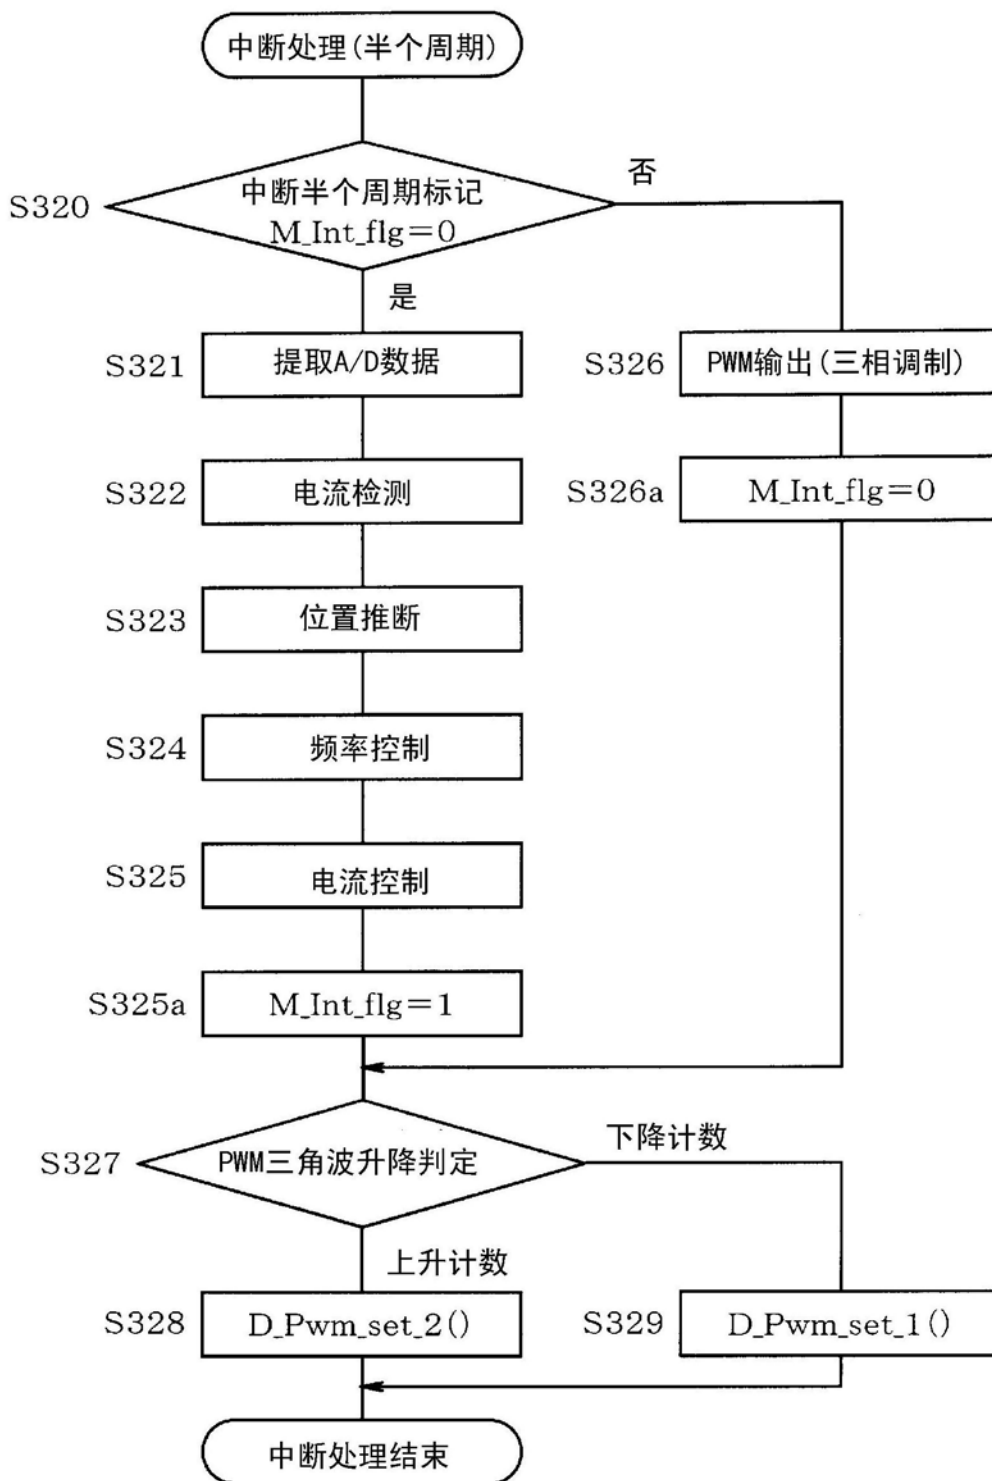 中断处理(半个周期)
否
S320
中断半个周期标记
M_Int_flg=0
是
S321
提取A/D数据
S326
PWM输出(三相调制)
S322
电流检测
S326a
M_Int_flg=0
S323
位置推断
S324
频率控制
S325
电流控制
S325a
M_Int_flg=1
S327
PWM三角波升降判定
下降计数
上升计数
S328
D_Pwm_set_2()
S329
D_Pwm_set_1()
中断处理结束